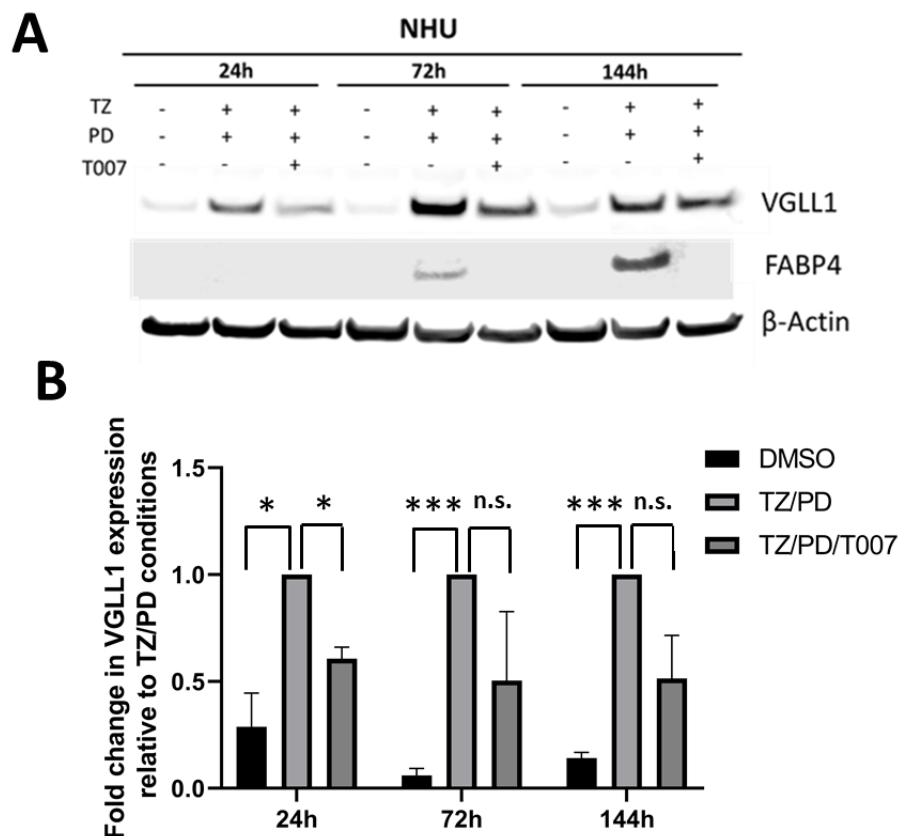 A
NHU
24h 72h 144h
TZ - + + - + + - + +
PD - + + - + + - + +
T007 - - + - - + - - +
VGLL1
FABP4
β-Actin
B
Fold change in VGLL1 expression
relative to TZ/PD conditions
1.5
1.0
0.5
0.0
* * *** n.s. *** n.s.
24h 72h 144h
DMSO
TZ/PD
TZ/PD/T007